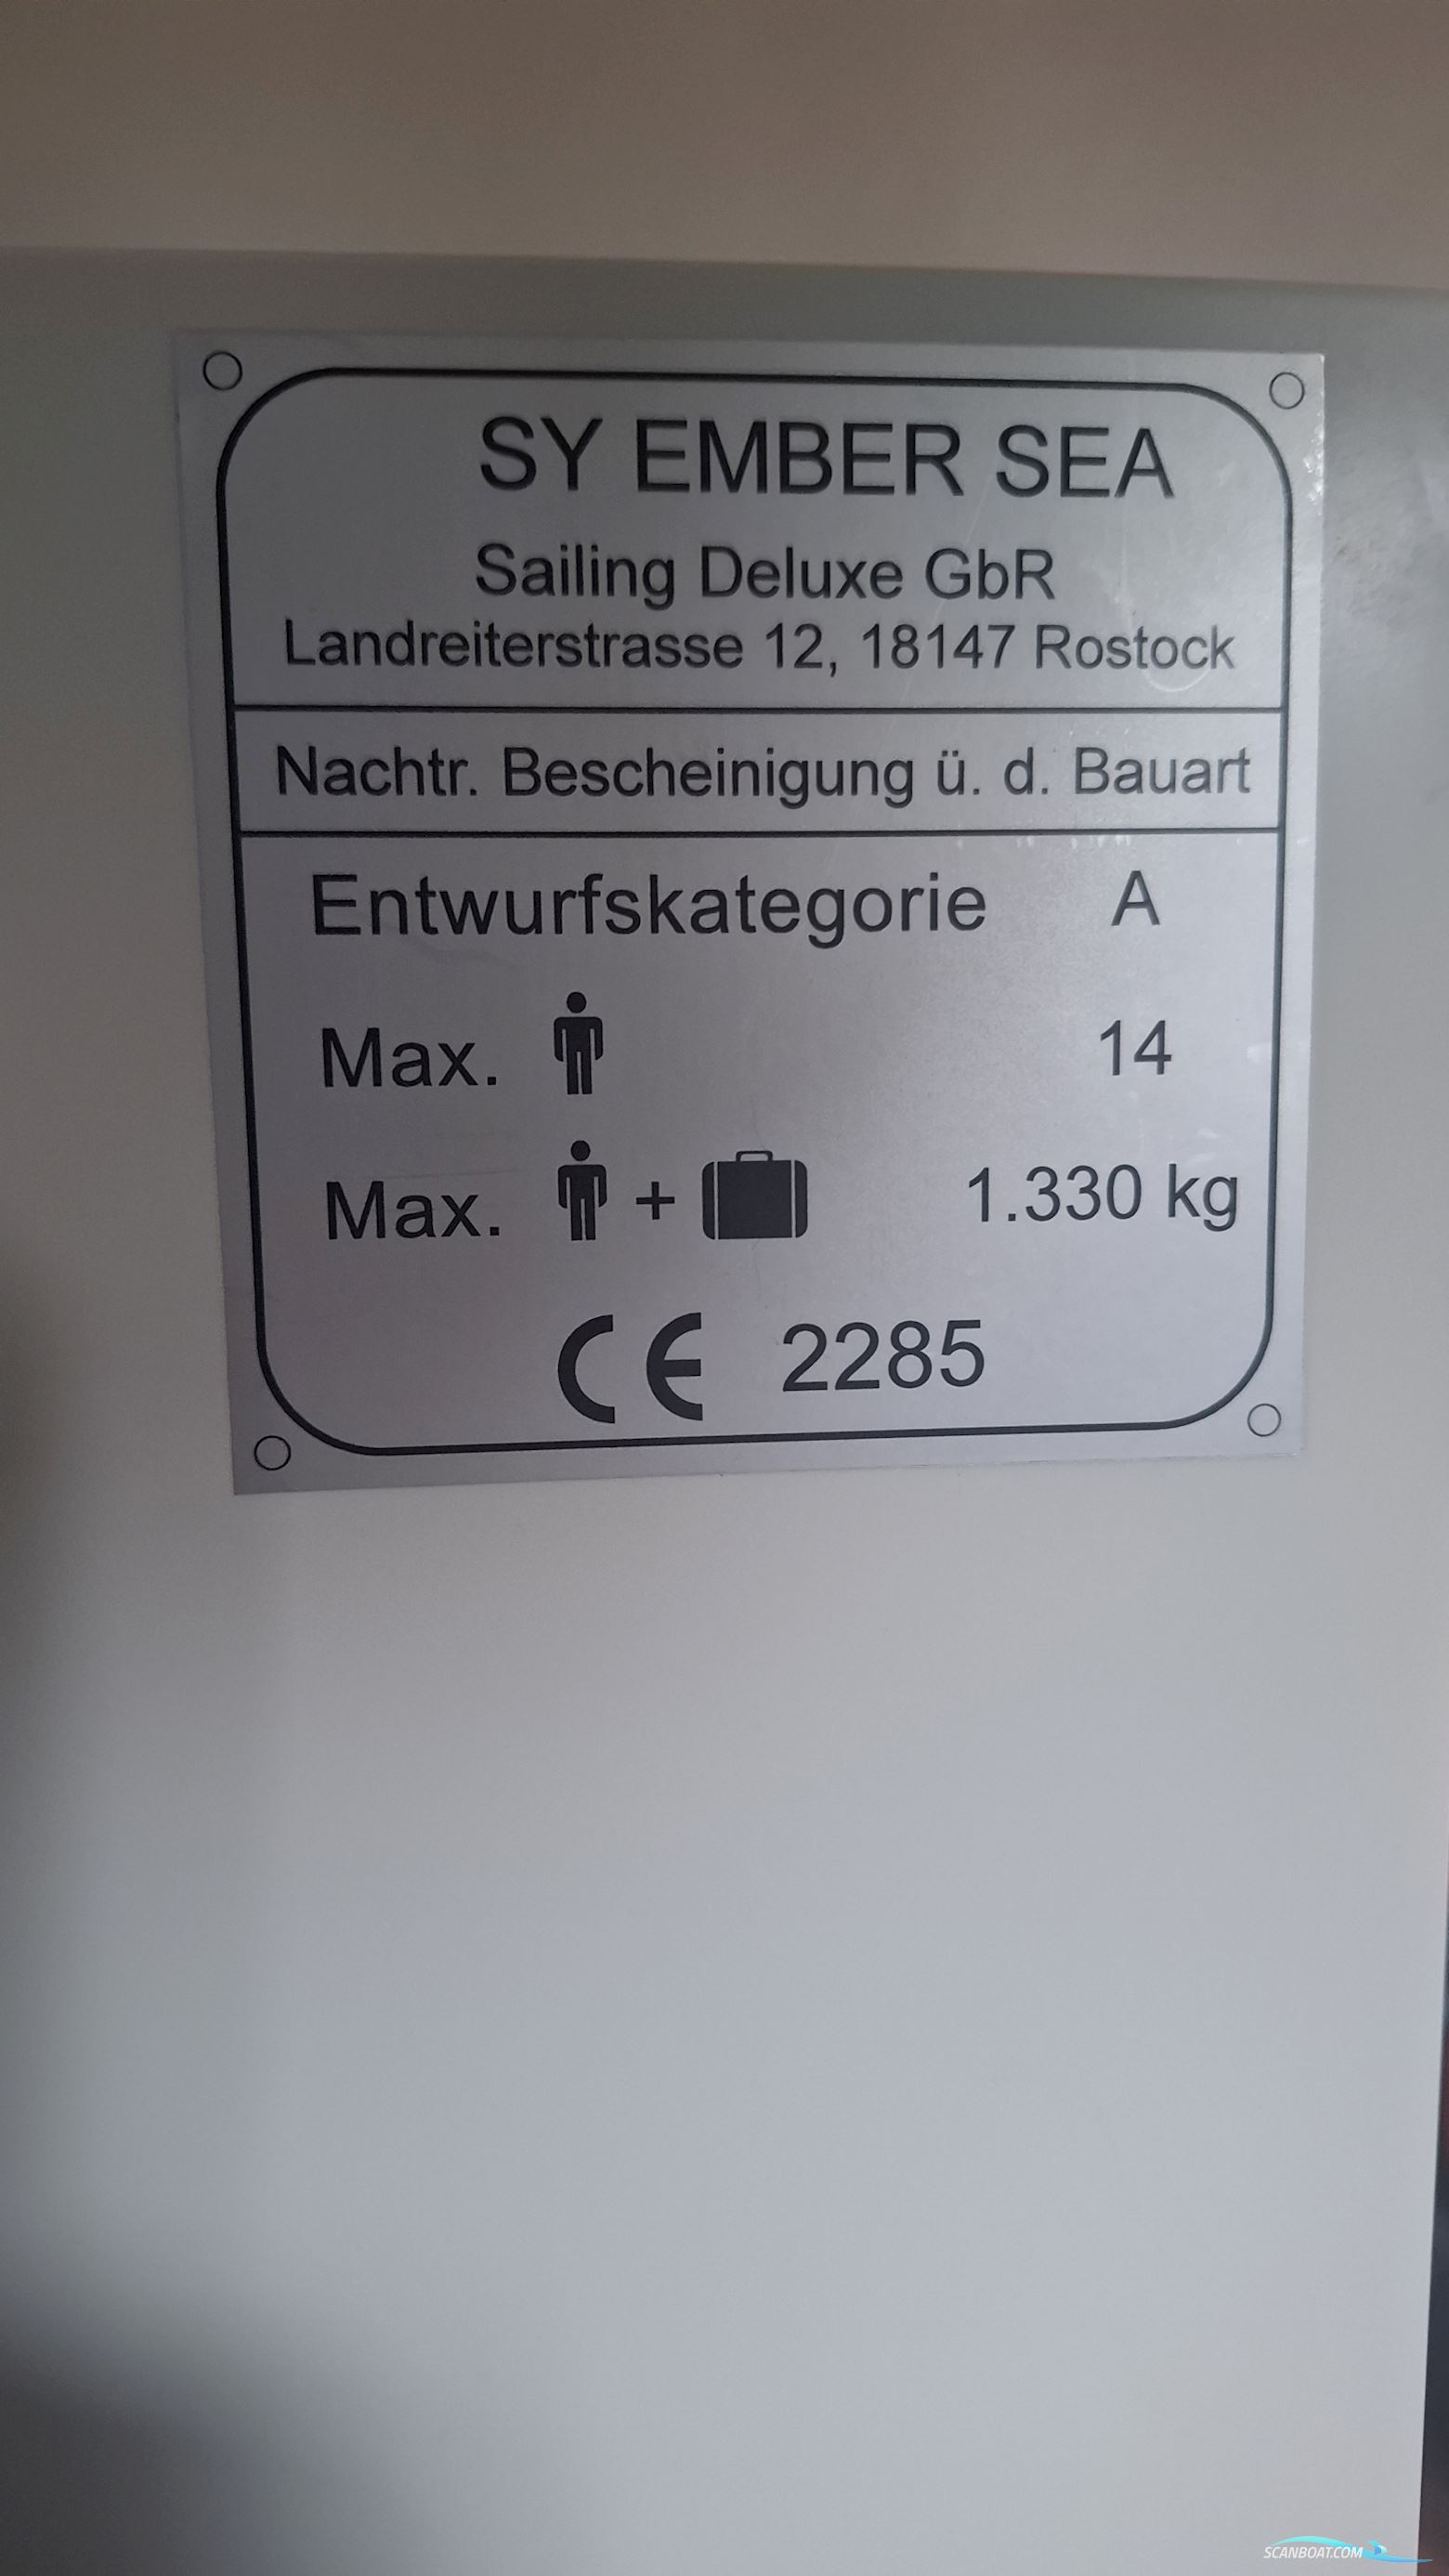 SY EMBER SEA
Sailing Deluxe GbR
Landreiterstrasse 12, 18147 Rostock
Nachtr. Bescheinigung ü. d. Bauart
Entwurfskategorie A
Max. 14
Max. + 1.330 kg
CE 2285
SCANBOAT.COM